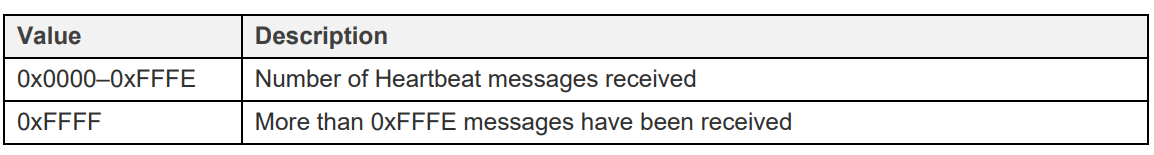 Value Description
0x0000–0xFFFE Number of Heartbeat messages received
0xFFFF More than 0xFFFE messages have been received